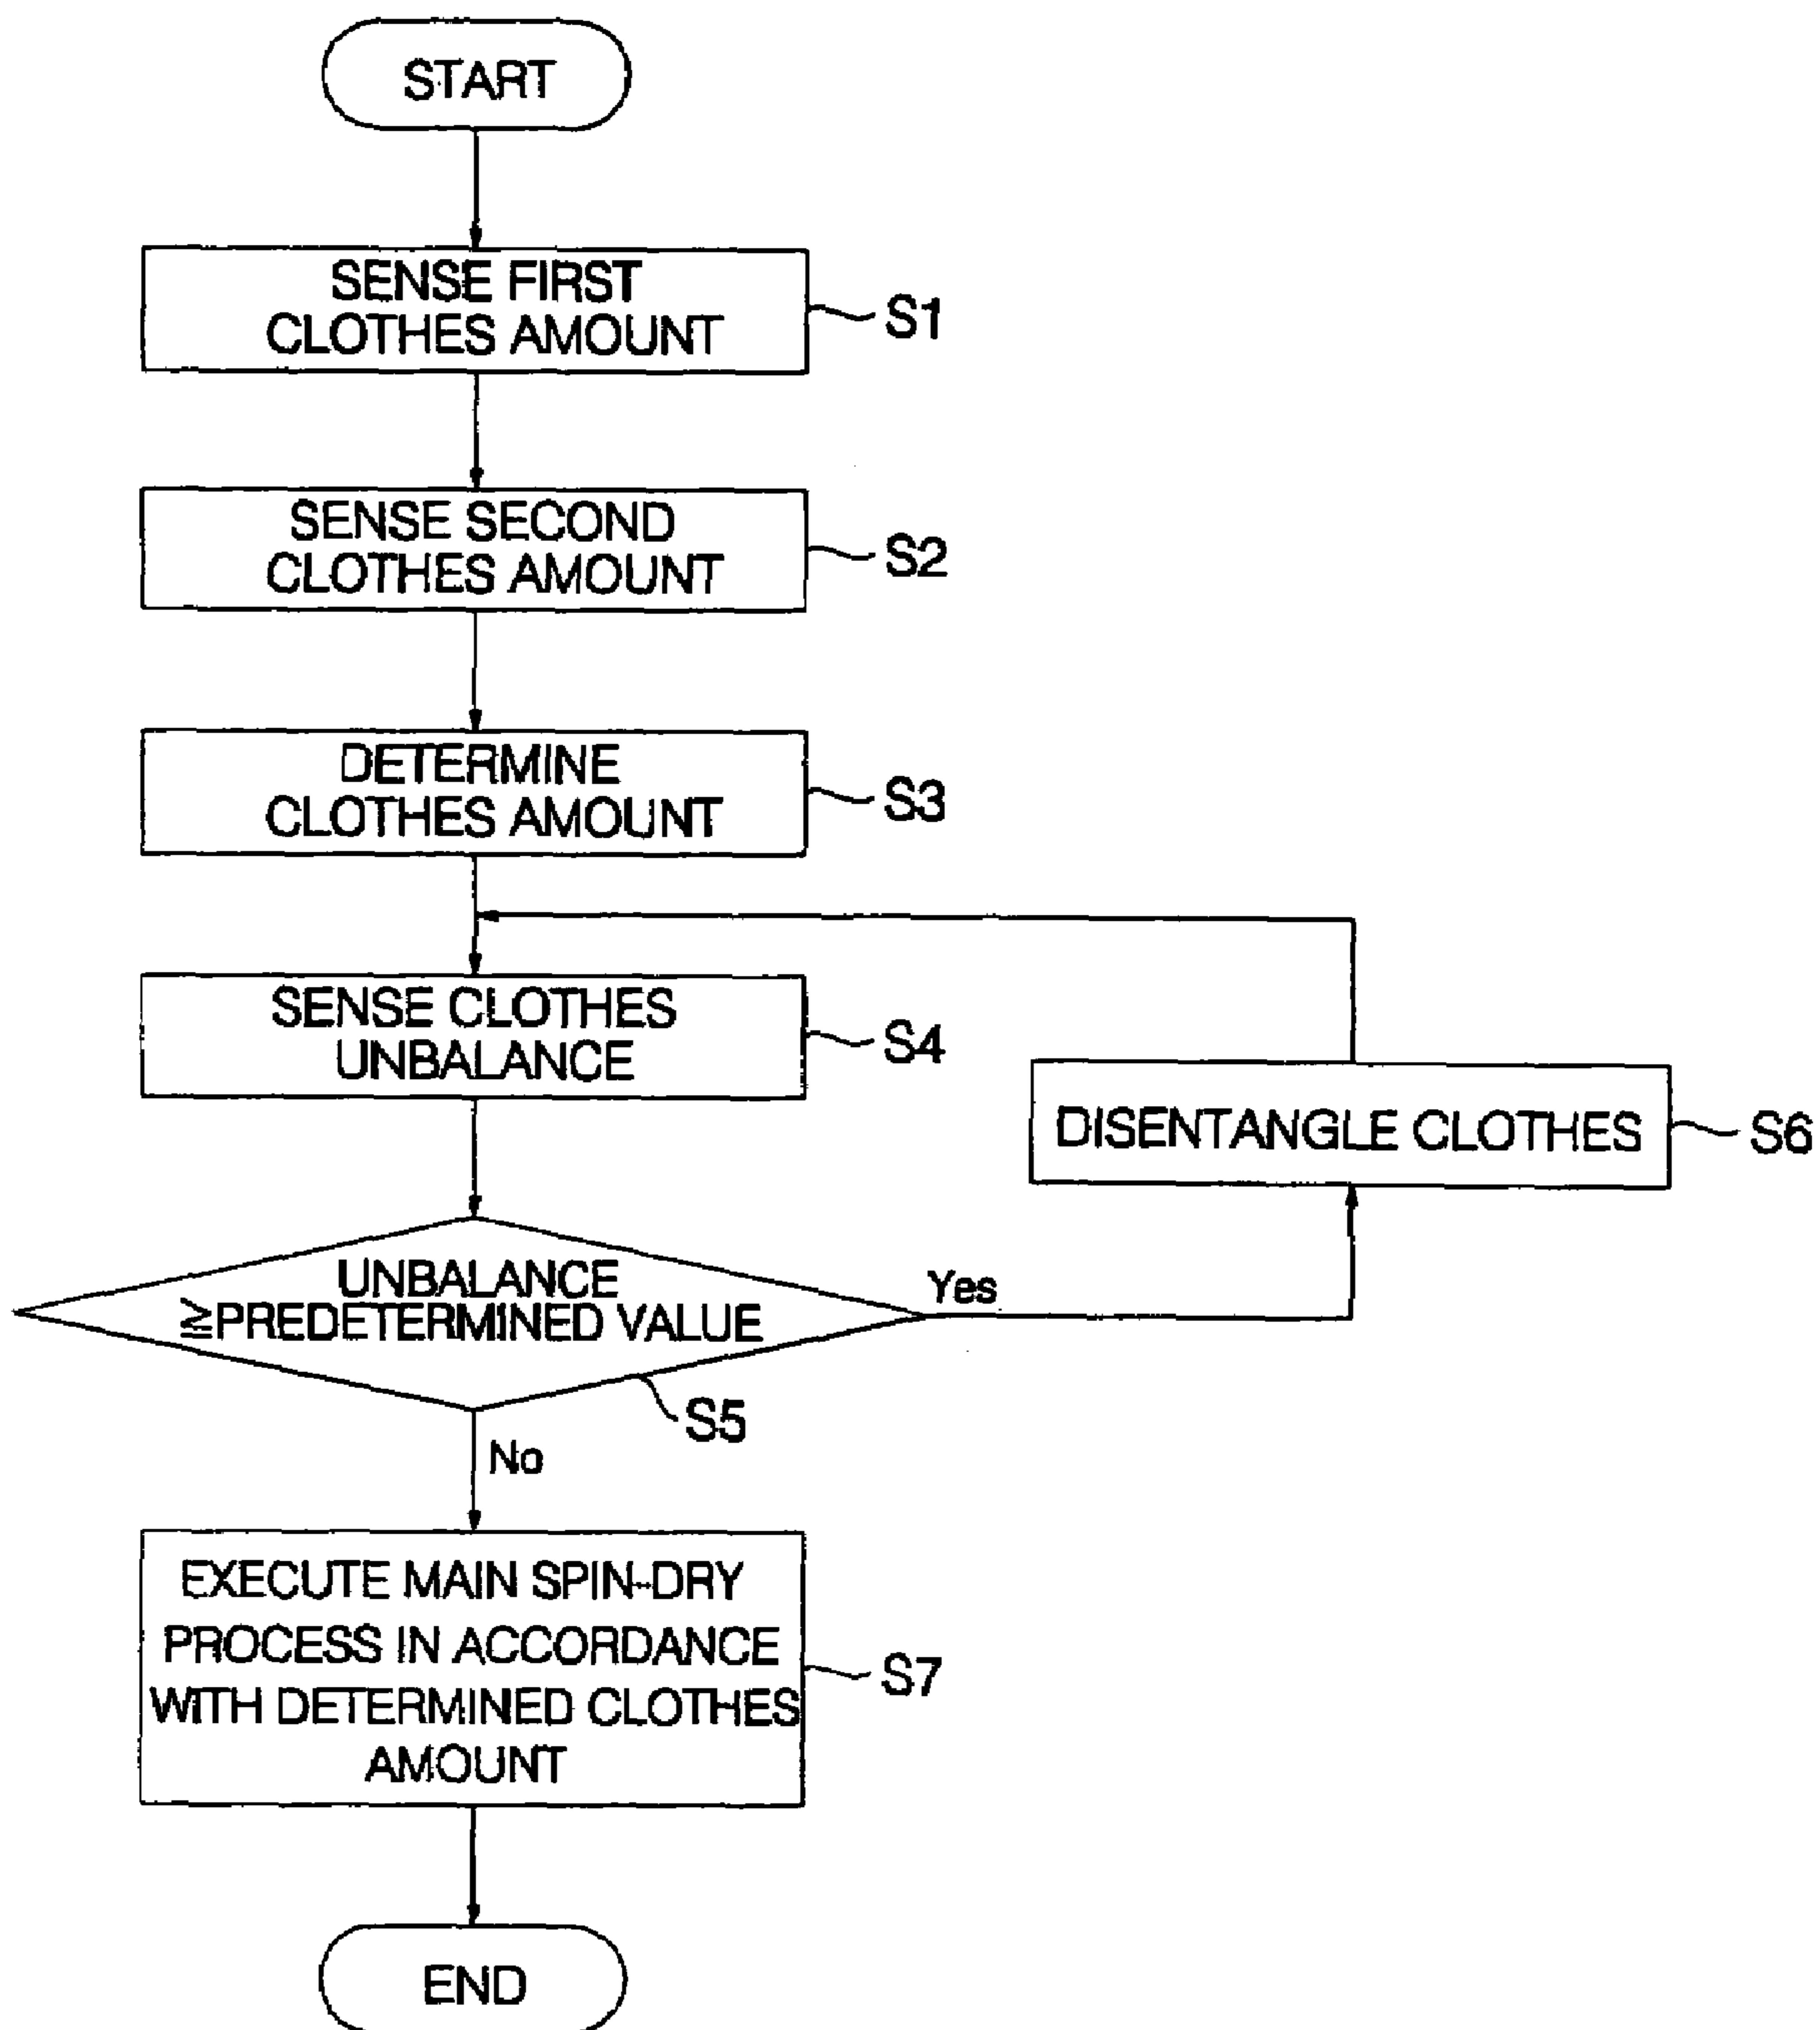 START
SENSE FIRST
CLOTHES AMOUNT
S1
SENSE SECOND
CLOTHES AMOUNT
S2
DETERMINE
CLOTHES AMOUNT
S3
SENSE CLOTHES
UNBALANCE
S4
DISENTANGLE CLOTHES
S6
UNBALANCE
≧PREDETERMINED VALUE
Yes
S5
No
EXECUTE MAIN SPIN-DRY
PROCESS IN ACCORDANCE
WITH DETERMINED CLOTHES
AMOUNT
S7
END